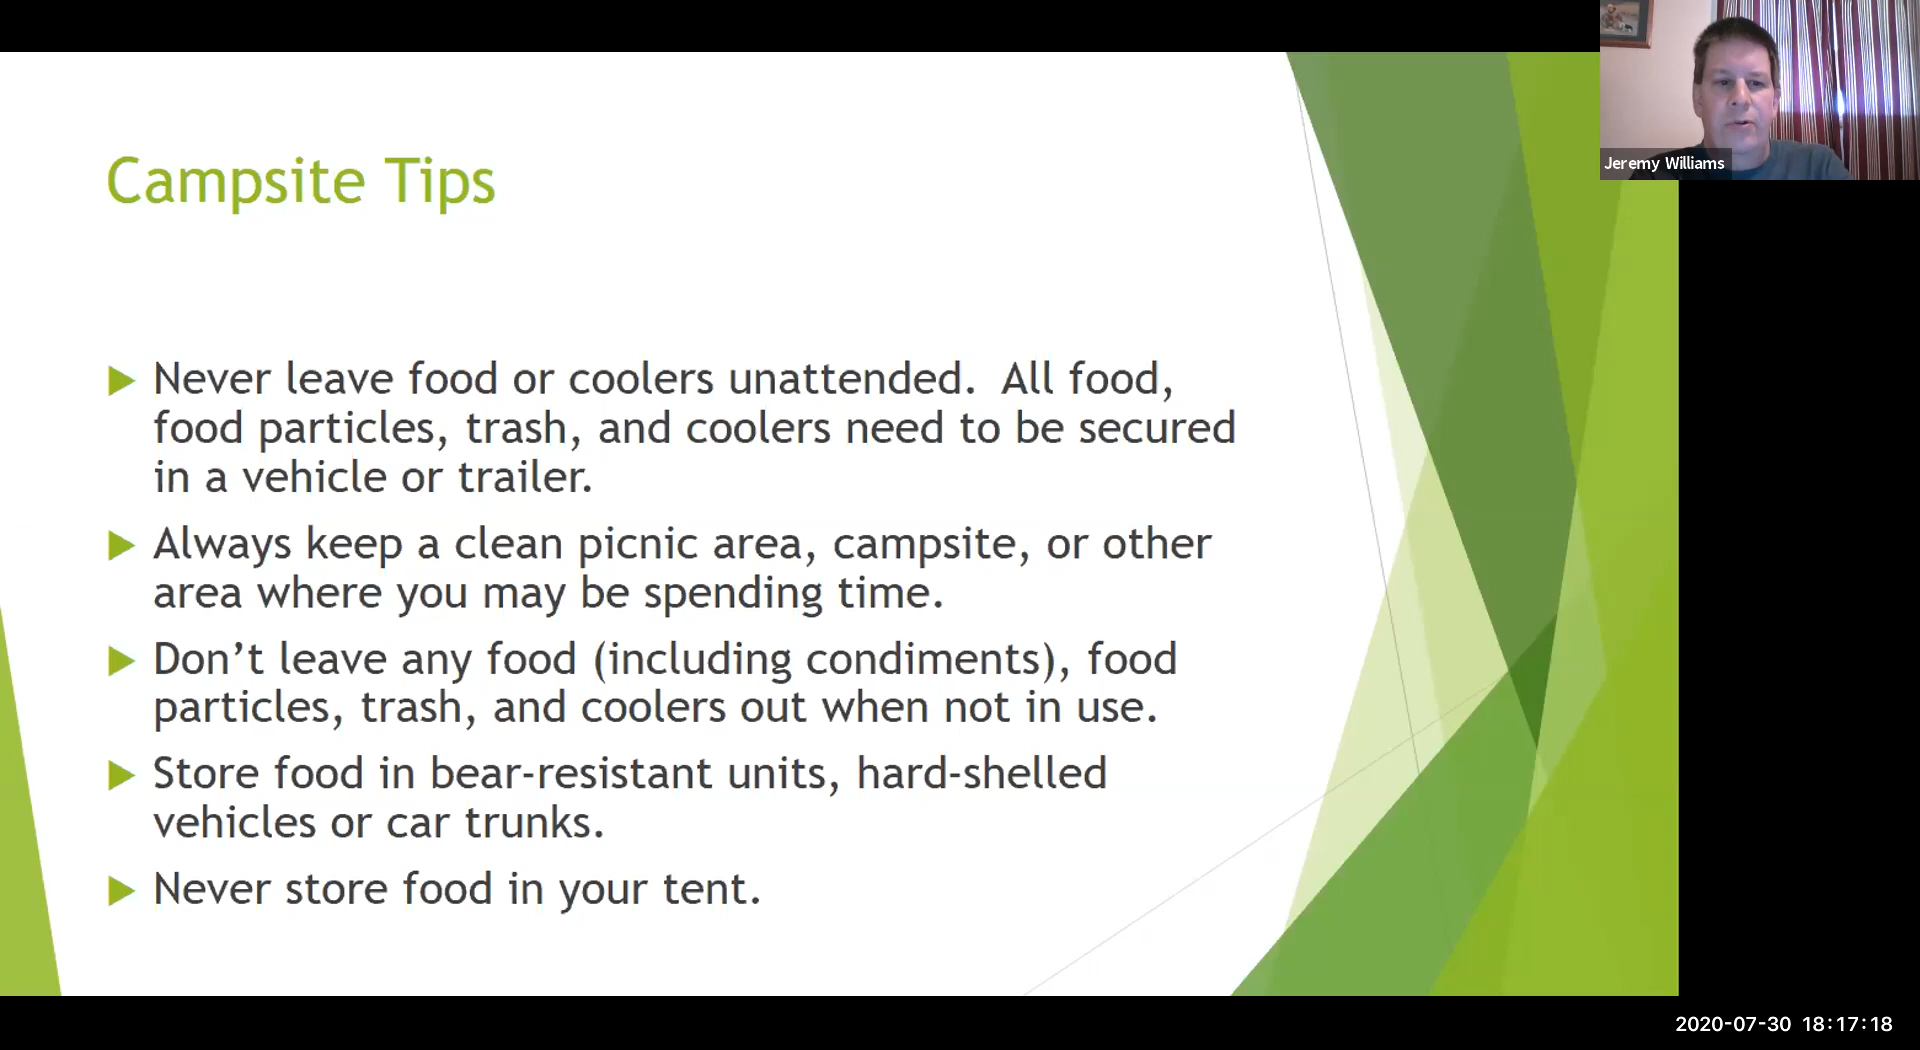 Campsite Tips
Never leave food or coolers unattended.  All food,
food particles, trash, and coolers need to be secured
in a vehicle or trailer.
Always keep a clean picnic area, campsite, or other
area where you may be spending time.
Don’t leave any food (including condiments), food
particles, trash, and coolers out when not in use.
Store food in bear-resistant units, hard-shelled
vehicles or car trunks.
Never store food in your tent.
Jeremy Williams
2020-07-30 18:17:18